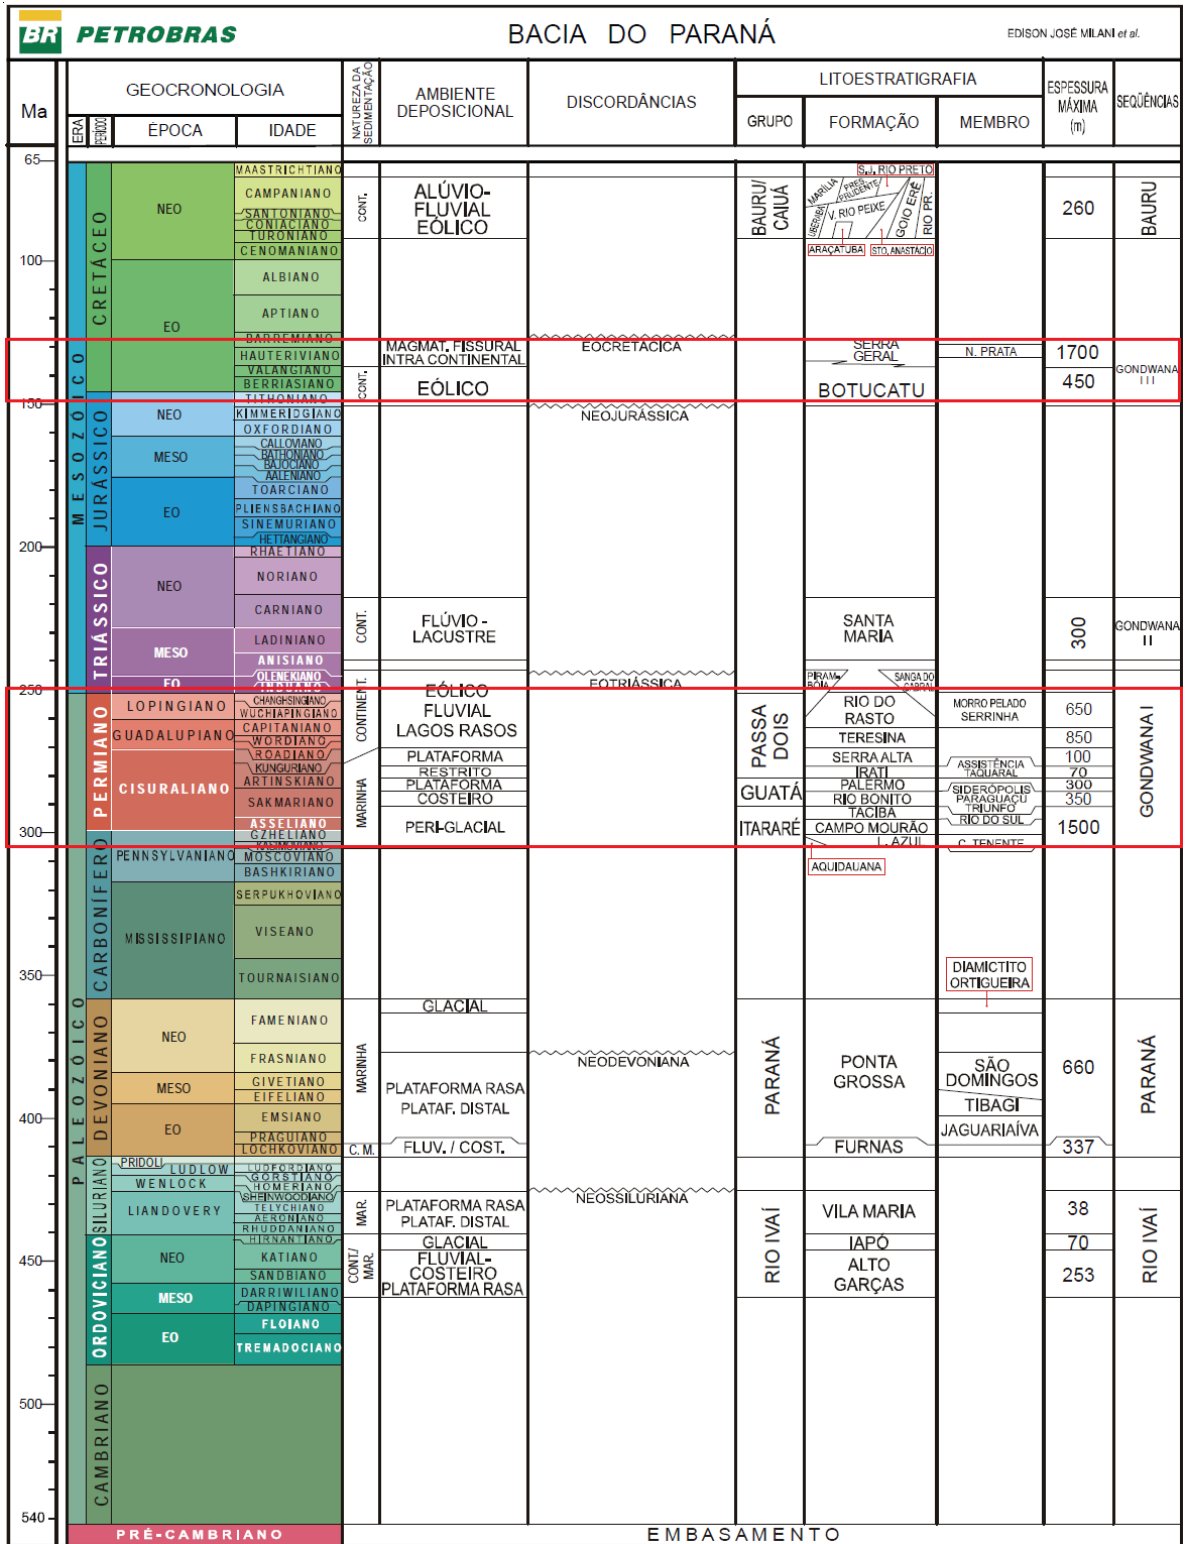 BR PETROBRAS
BACIA DO PARANÁ
EDISON JOSÉ MILANI et al.
Ma
GEOCRONOLOGIA
ERA
PERÍODO
ÉPOCA
IDADE
NATUREZA DA
SEDIMENTAÇÃO
AMBIENTE
DEPOSICIONAL
DISCORDÂNCIAS
LITOESTRATIGRAFIA
GRUPO
FORMAÇÃO
MEMBRO
ESPESSURA
MÁXIMA
(m)
SEQÜÊNCIAS
65
100
150
200
250
300
350
400
450
500
540
MESOZÓICO
PALEOZÓICO
CRETÁCEO
JURÁSSICO
TRIÁSSICO
PERMIANO
CARBONÍFERO
DEVONIANO
SILURIANO
ORDOVICIANO
CAMBRIANO
NEO
EO
NEO
MESO
EO
NEO
MESO
EO
LOPINGIANO
GUADALUPIANO
CISURALIANO
PENNSYLVANIANO
MISSISSIPIANO
NEO
MESO
EO
PRIDOLI
LUDLOW
WENLOCK
LIANDOVERY
NEO
MESO
EO
MAASTRICHTIANO
CAMPANIANO
SANTONIANO
CONIACIANO
TURONIANO
CENOMANIANO
ALBIANO
APTIANO
BARREMIANO
HAUTERIVIANO
VALANGIANO
BERRIASIANO
TITHONIANO
KIMMERIDGIANO
OXFORDIANO
CALLOVIANO
BATHONIANO
BAJOCIANO
AALENIANO
TOARCIANO
PLIENSBACHIANO
SINEMURIANO
HETTANGIANO
RHAETIANO
NORIANO
CARNIANO
LADINIANO
ANISIANO
OLENEKIANO
INDUANO
CHANGHSINGIANO
WUCHIAPINGIANO
CAPITANIANO
WORDIANO
ROADIANO
KUNGURIANO
ARTINSKIANO
SAKMARIANO
ASSELIANO
GZHELIANO
KASIMOVIANO
MOSCOVIANO
BASHKIRIANO
SERPUKHOVIANO
VISEANO
TOURNAISIANO
FAMENIANO
FRASNIANO
GIVETIANO
EIFELIANO
EMSIANO
PRAGUIANO
LOCHKOVIANO
LUDFORDIANO
GORSTIANO
HOMERIANO
SHEINWOODIANO
TELYCHIANO
AERONIANO
RHUDDANIANO
HIRNANTIANO
KATIANO
SANDBIANO
DARRIWILIANO
DAPINGIANO
FLOIANO
TREMADOCIANO
PRÉ-CAMBRIANO
EMBASAMENTO
CONT.
CONT.
CONT.
CONTINENT.
MARINHA
MARINHA
C. M.
MAR.
CONT/
MAR.
ALÚVIO-
FLUVIAL
EÓLICO
MAGMAT. FISSURAL
INTRA CONTINENTAL
EÓLICO
FLÚVIO -
LACUSTRE
EÓLICO
FLUVIAL
LAGOS RASOS
PLATAFORMA
RESTRITO
PLATAFORMA
COSTEIRO
PERI-GLACIAL
GLACIAL
PLATAFORMA RASA
PLATAF. DISTAL
FLUV. / COST.
PLATAFORMA RASA
PLATAF. DISTAL
GLACIAL
FLUVIAL-
COSTEIRO
PLATAFORMA RASA
EOCRETÁCICA
NEOJURÁSSICA
EOTRIÁSSICA
NEODEVONIANA
NEOSSILURIANA
BAURU/
CAIUÁ
PASSA
DOIS
GUATÁ
ITARARÉ
PARANÁ
RIO IVAÍ
S.J. RIO PRETO
MARÍLIA
PRES.
PRUDENTE
UBERABA
V. RIO PEIXE
GOIO ERÊ
RIO PR.
ARAÇATUBA
STO. ANASTÁCIO
SERRA
GERAL
BOTUCATU
SANTA
MARIA
PIRAM-
BÓIA
SANGA DO
CABRAL
RIO DO
RASTO
TERESINA
SERRA ALTA
IRATI
PALERMO
RIO BONITO
TACIBA
CAMPO MOURÃO
L. AZUL
AQUIDAUANA
PONTA
GROSSA
FURNAS
VILA MARIA
IAPÓ
ALTO
GARÇAS
N. PRATA
MORRO PELADO
SERRINHA
ASSISTÊNCIA
TAQUARAL
SIDERÓPOLIS
PARAGUAÇU
TRIUNFO
RIO DO SUL
C. TENENTE
DIAMICTITO
ORTIGUEIRA
SÃO
DOMINGOS
TIBAGI
JAGUARIAÍVA
260
1700
450
300
650
850
100
70
300
350
1500
660
337
38
70
253
BAURU
GONDWANA
III
GONDWANA
II
GONDWANA I
PARANÁ
RIO IVAÍ